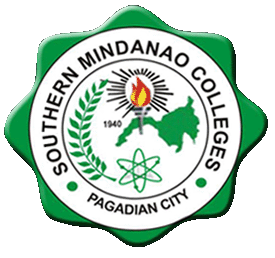 SOUTHERN MINDANAO COLLEGES
1940
PAGADIAN CITY